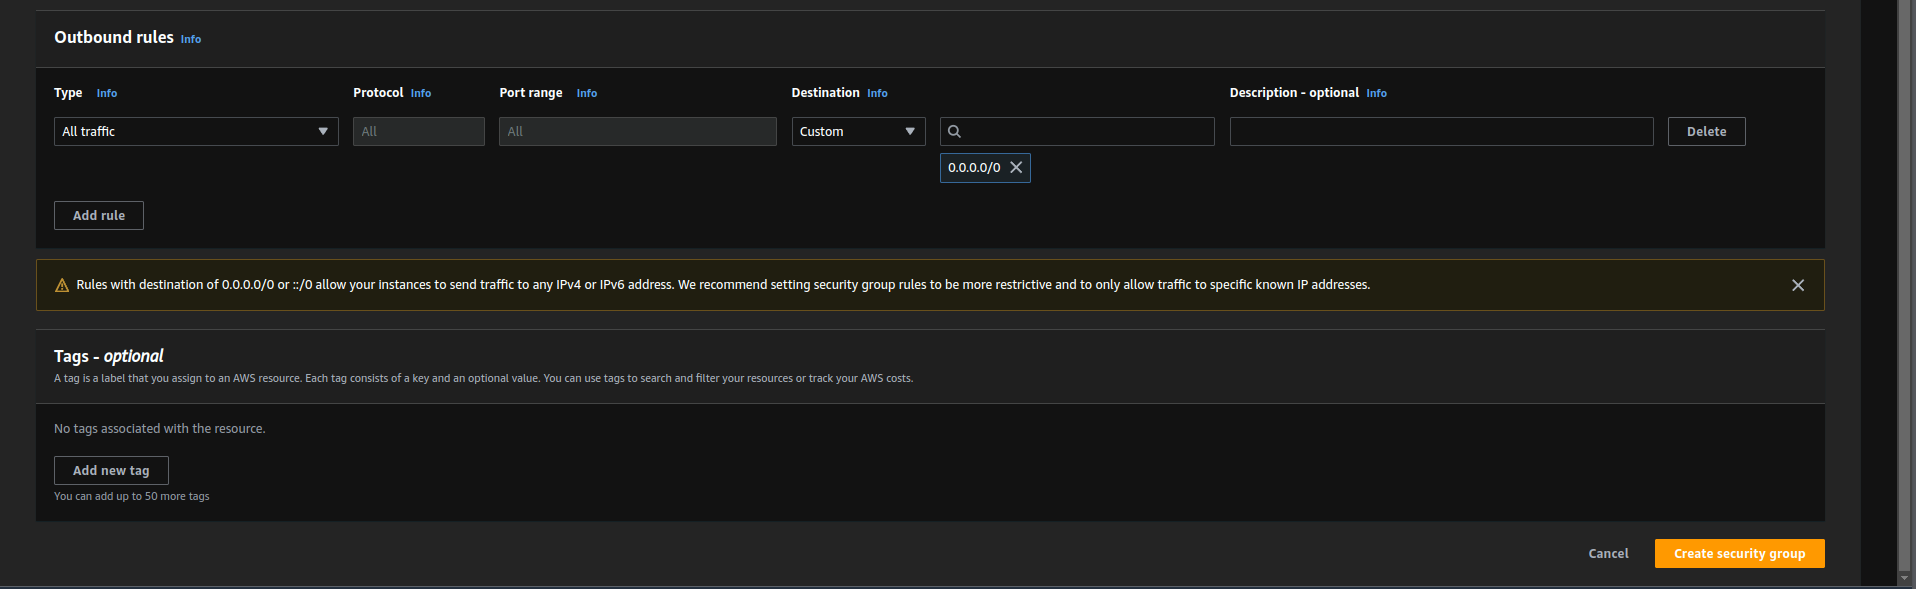 Outbound rules Info
Type Info Protocol Info Port range Info Destination Info Description - optional Info
All traffic All All Custom Delete
0.0.0.0/0
Add rule
Rules with destination of 0.0.0.0/0 or ::/0 allow your instances to send traffic to any IPv4 or IPv6 address. We recommend setting security group rules to be more restrictive and to only allow traffic to specific known IP addresses.
Tags - optional
A tag is a label that you assign to an AWS resource. Each tag consists of a key and an optional value. You can use tags to search and filter your resources or track your AWS costs.
No tags associated with the resource.
Add new tag
You can add up to 50 more tags
Cancel Create security group